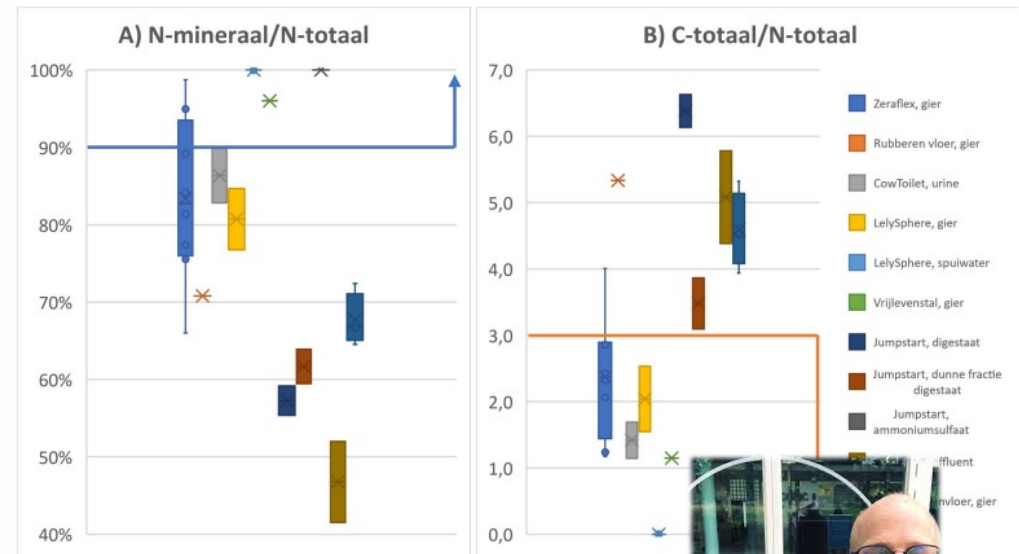 A) N-mineraal/N-totaal
100%
90%
80%
70%
60%
50%
40%
B) C-totaal/N-totaal
7,0
6,0
5,0
4,0
3,0
2,0
1,0
0,0
Zeraflex, gier
Rubberen vloer, gier
CowToilet, urine
LelySphere, gier
LelySphere, spuiwater
Vrijlevenstal, gier
Jumpstart, digestaat
Jumpstart, dunne fractie
digestaat
Jumpstart,
ammoniumsulfaat
gier